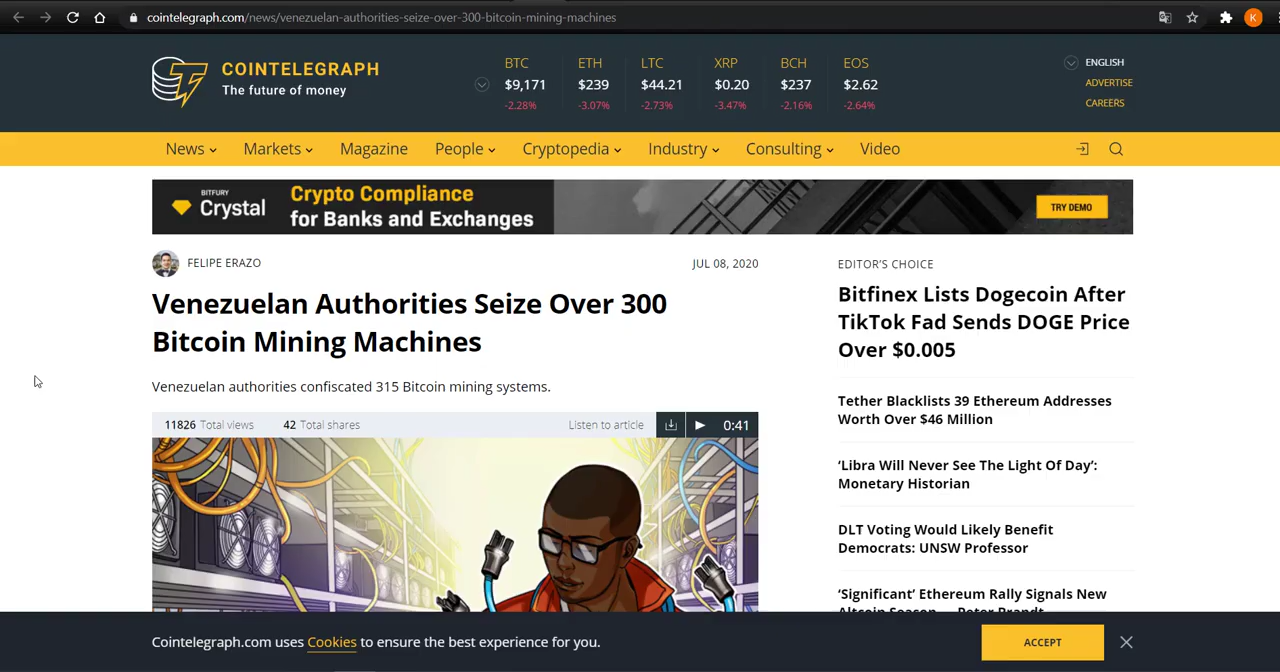 cointelegraph.com/news/venezuelan-authorities-seize-over-300-bitcoin-mining-machines
K
COINTELEGRAPH
The future of money
BTC ETH LTC XRP BCH EOS
$9,171 $239 $44.21 $0.20 $237 $2.62
-2.28% -3.07% -2.73% -3.47% -2.16% -2.64%
ENGLISH
ADVERTISE
CAREERS
News Markets Magazine People Cryptopedia Industry Consulting Video
BITFURY
Crystal
Crypto Compliance
for Banks and Exchanges
TRY DEMO
FELIPE ERAZO
JUL 08, 2020
Venezuelan Authorities Seize Over 300
Bitcoin Mining Machines
Venezuelan authorities confiscated 315 Bitcoin mining systems.
11826 Total views 42 Total shares Listen to article 0:41
EDITOR'S CHOICE
Bitfinex Lists Dogecoin After
TikTok Fad Sends DOGE Price
Over $0.005
Tether Blacklists 39 Ethereum Addresses
Worth Over $46 Million
‘Libra Will Never See The Light Of Day’:
Monetary Historian
DLT Voting Would Likely Benefit
Democrats: UNSW Professor
‘Significant’ Ethereum Rally Signals New
Altcoin Season — Peter Brandt
Cointelegraph.com uses Cookies to ensure the best experience for you.
ACCEPT